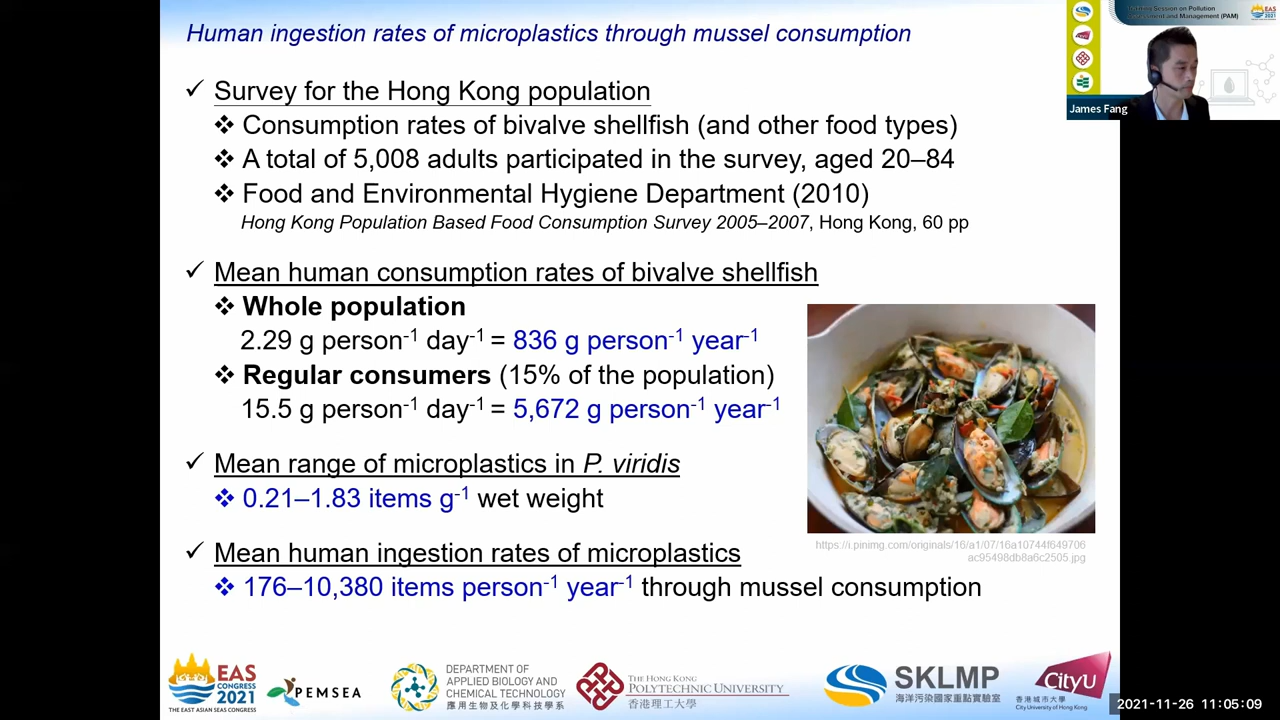 Human ingestion rates of microplastics through mussel consumption
✓ Survey for the Hong Kong population
❖ Consumption rates of bivalve shellfish (and other food types)
❖ A total of 5,008 adults participated in the survey, aged 20–84
❖ Food and Environmental Hygiene Department (2010)
Hong Kong Population Based Food Consumption Survey 2005–2007, Hong Kong, 60 pp
✓ Mean human consumption rates of bivalve shellfish
❖ Whole population
2.29 g person⁻¹ day⁻¹ = 836 g person⁻¹ year⁻¹
❖ Regular consumers (15% of the population)
15.5 g person⁻¹ day⁻¹ = 5,672 g person⁻¹ year⁻¹
✓ Mean range of microplastics in P. viridis
❖ 0.21–1.83 items g⁻¹ wet weight
✓ Mean human ingestion rates of microplastics
❖ 176–10,380 items person⁻¹ year⁻¹ through mussel consumption
https://i.pinimg.com/originals/16/a1/07/16a10744f649706
ac95498db8a6c2505.jpg
Session on Pollution
and Management (PAM)
EAS
2021
James Fang
EAS
CONGRESS
2021
THE EAST ASIAN SEAS CONGRESS
PEMSEA
DEPARTMENT OF
APPLIED BIOLOGY AND
CHEMICAL TECHNOLOGY
應用生物及化學科技學系
THE HONG KONG
POLYTECHNIC UNIVERSITY
香港理工大學
SKLMP
海洋污染國家重點實驗室
CityU
香港城市大學
City University of Hong Kong
2021-11-26 11:05:09